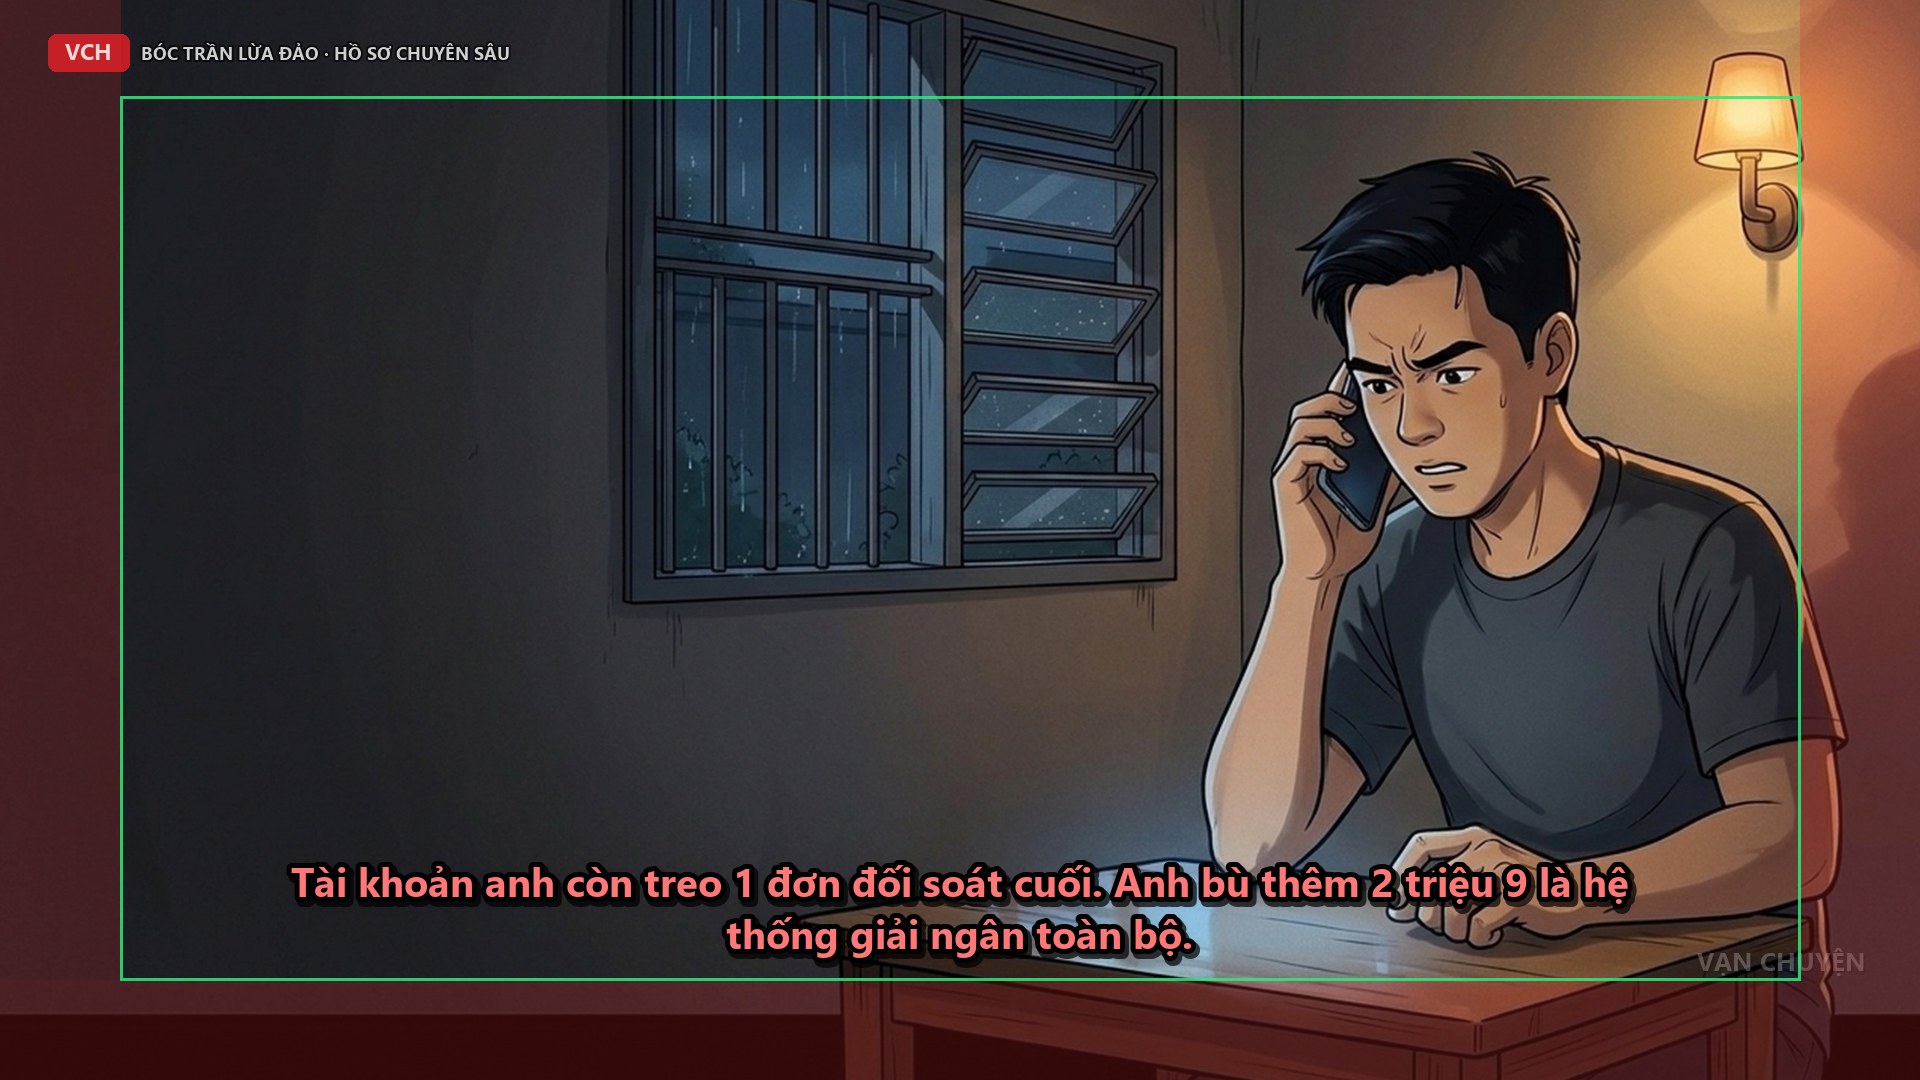 VCH BÓC TRẦN LỪA ĐẢO · HỒ SƠ CHUYÊN SÂU
Tài khoản anh còn treo 1 đơn đối soát cuối. Anh bù thêm 2 triệu 9 là hệ
thống giải ngân toàn bộ.
VẠN CHUYỆN